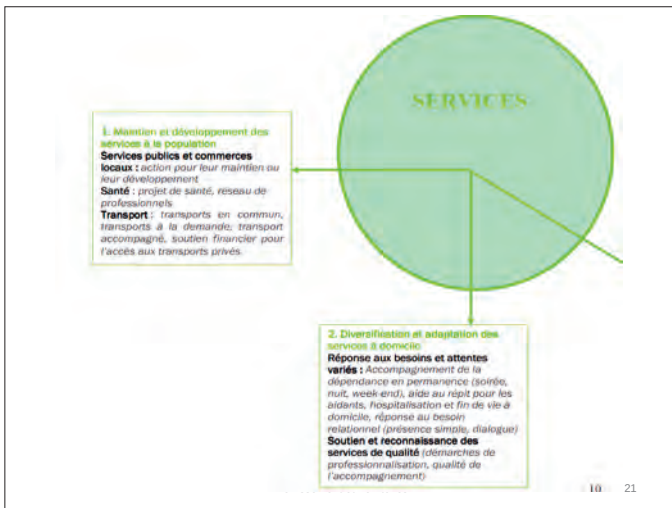 SERVICES
1. Maintien et développement des
services à la population
Services publics et commerces
locaux : action pour leur maintien ou
leur développement
Santé : projet de santé, réseau de
professionnels
Transport : transports en commun,
transports à la demande, transport
accompagné, soutien financier pour
l'accès aux transports privés.
2. Diversification et adaptation des
services à domicile
Réponse aux besoins et attentes
variés : Accompagnement de la
dépendance en permanence (soirée,
nuit, week-end), aide au répit pour les
aidants, hospitalisation et fin de vie à
domicile, réponse au besoin
relationnel (présence simple, dialogue)
Soutien et reconnaissance des
services de qualité (démarches de
professionnalisation, qualité de
l'accompagnement)
10 21